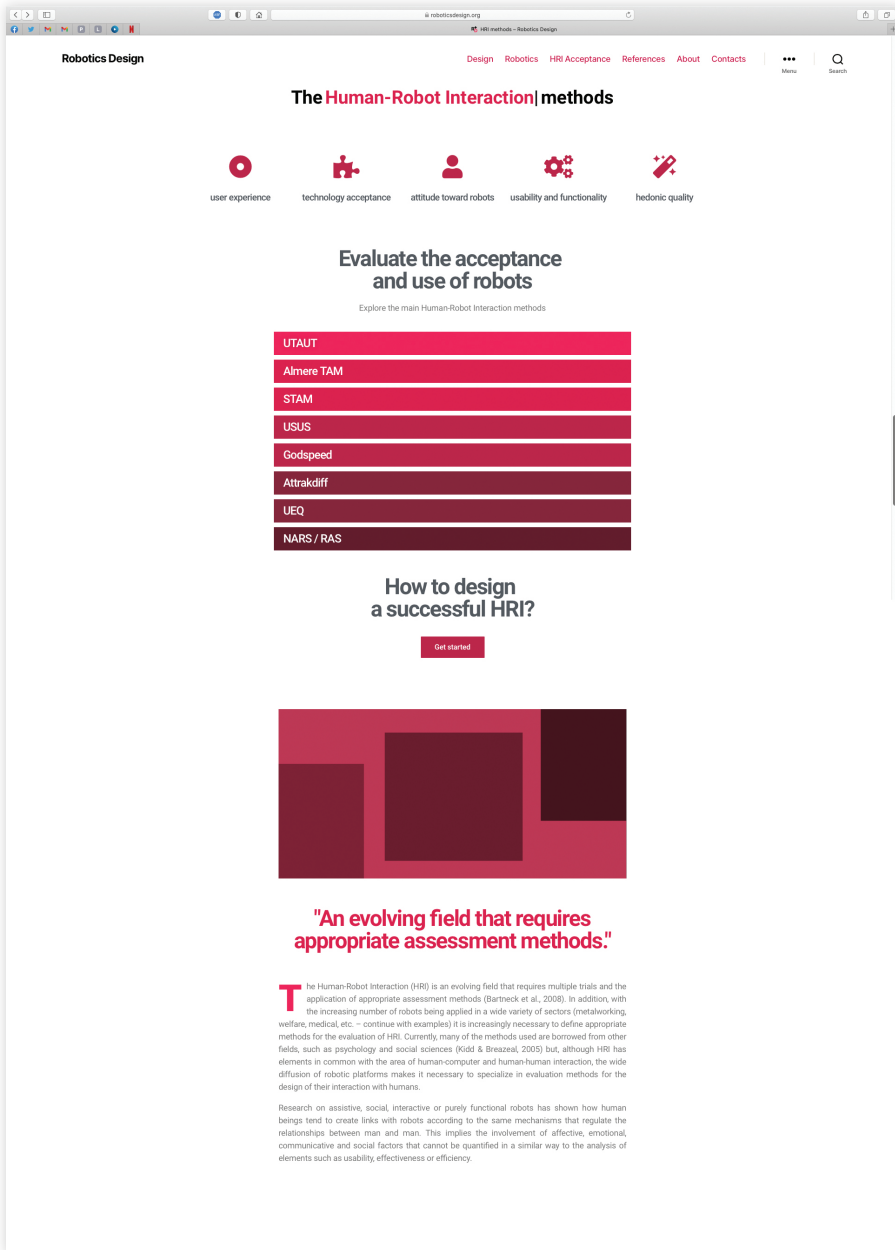 roboticsdesign.org
HRI methods – Robotics Design
Robotics Design
Design Robotics HRI Acceptance References About Contacts
Menu
Search
The Human-Robot Interaction| methods
user experience
technology acceptance
attitude toward robots
usability and functionality
hedonic quality
Evaluate the acceptance
and use of robots
Explore the main Human-Robot Interaction methods
UTAUT
Almere TAM
STAM
USUS
Godspeed
Attrakdiff
UEQ
NARS / RAS
How to design
a successful HRI?
Get started
"An evolving field that requires
appropriate assessment methods."
The Human-Robot Interaction (HRI) is an evolving field that requires multiple trials and the
application of appropriate assessment methods (Bartneck et al., 2008). In addition, with
the increasing number of robots being applied in a wide variety of sectors (metalworking,
welfare, medical, etc. – continue with examples) it is increasingly necessary to define appropriate
methods for the evaluation of HRI. Currently, many of the methods used are borrowed from other
fields, such as psychology and social sciences (Kidd & Breazeal, 2005) but, although HRI has
elements in common with the area of human-computer and human-human interaction, the wide
diffusion of robotic platforms makes it necessary to specialize in evaluation methods for the
design of their interaction with humans.
Research on assistive, social, interactive or purely functional robots has shown how human
beings tend to create links with robots according to the same mechanisms that regulate the
relationships between man and man. This implies the involvement of affective, emotional,
communicative and social factors that cannot be quantified in a similar way to the analysis of
elements such as usability, effectiveness or efficiency.